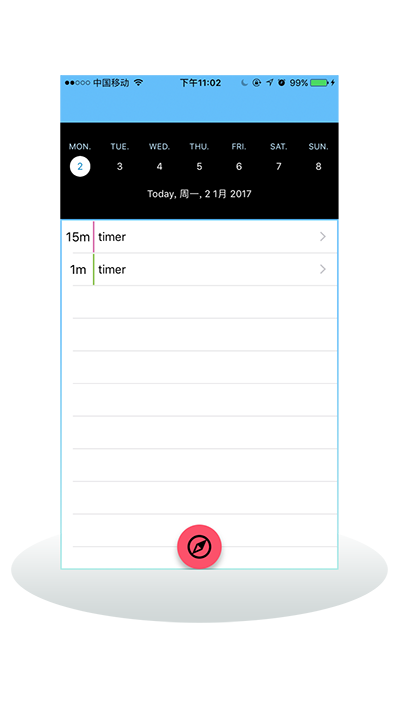 中国移动 下午11:02 99%
MON. TUE. WED. THU. FRI. SAT. SUN.
2 3 4 5 6 7 8
Today, 周一, 2 1月 2017
15m timer
1m timer